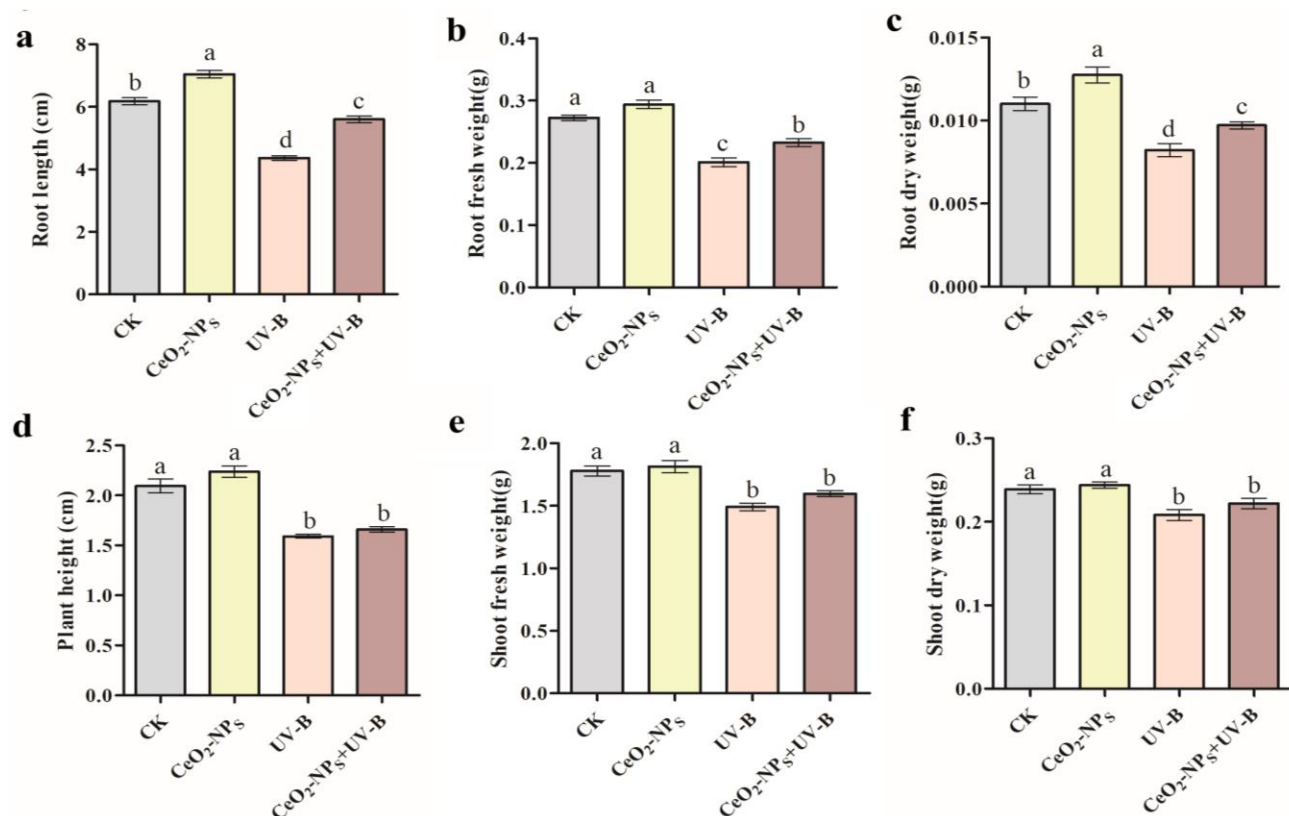 a
Root length (cm)
8
6
4
2
0
b
a
d
c
CK
CeO₂-NPS
UV-B
CeO₂-NPS+UV-B
b
Root fresh weight(g)
0.4
0.3
0.2
0.1
0.0
a
a
c
b
CK
CeO₂-NPS
UV-B
CeO₂-NPS+UV-B
c
Root dry weight(g)
0.015
0.010
0.005
0.000
b
a
d
c
CK
CeO₂-NPS
UV-B
CeO₂-NPS+UV-B
d
Plant height (cm)
2.5
2.0
1.5
1.0
0.5
0.0
a
a
b
b
CK
CeO₂-NPS
UV-B
CeO₂-NPS+UV-B
e
Shoot fresh weight(g)
2.0
1.5
1.0
0.5
0.0
a
a
b
b
CK
CeO₂-NPS
UV-B
CeO₂-NPS+UV-B
f
Shoot dry weight(g)
0.3
0.2
0.1
0.0
a
a
b
b
CK
CeO₂-NPS
UV-B
CeO₂-NPS+UV-B